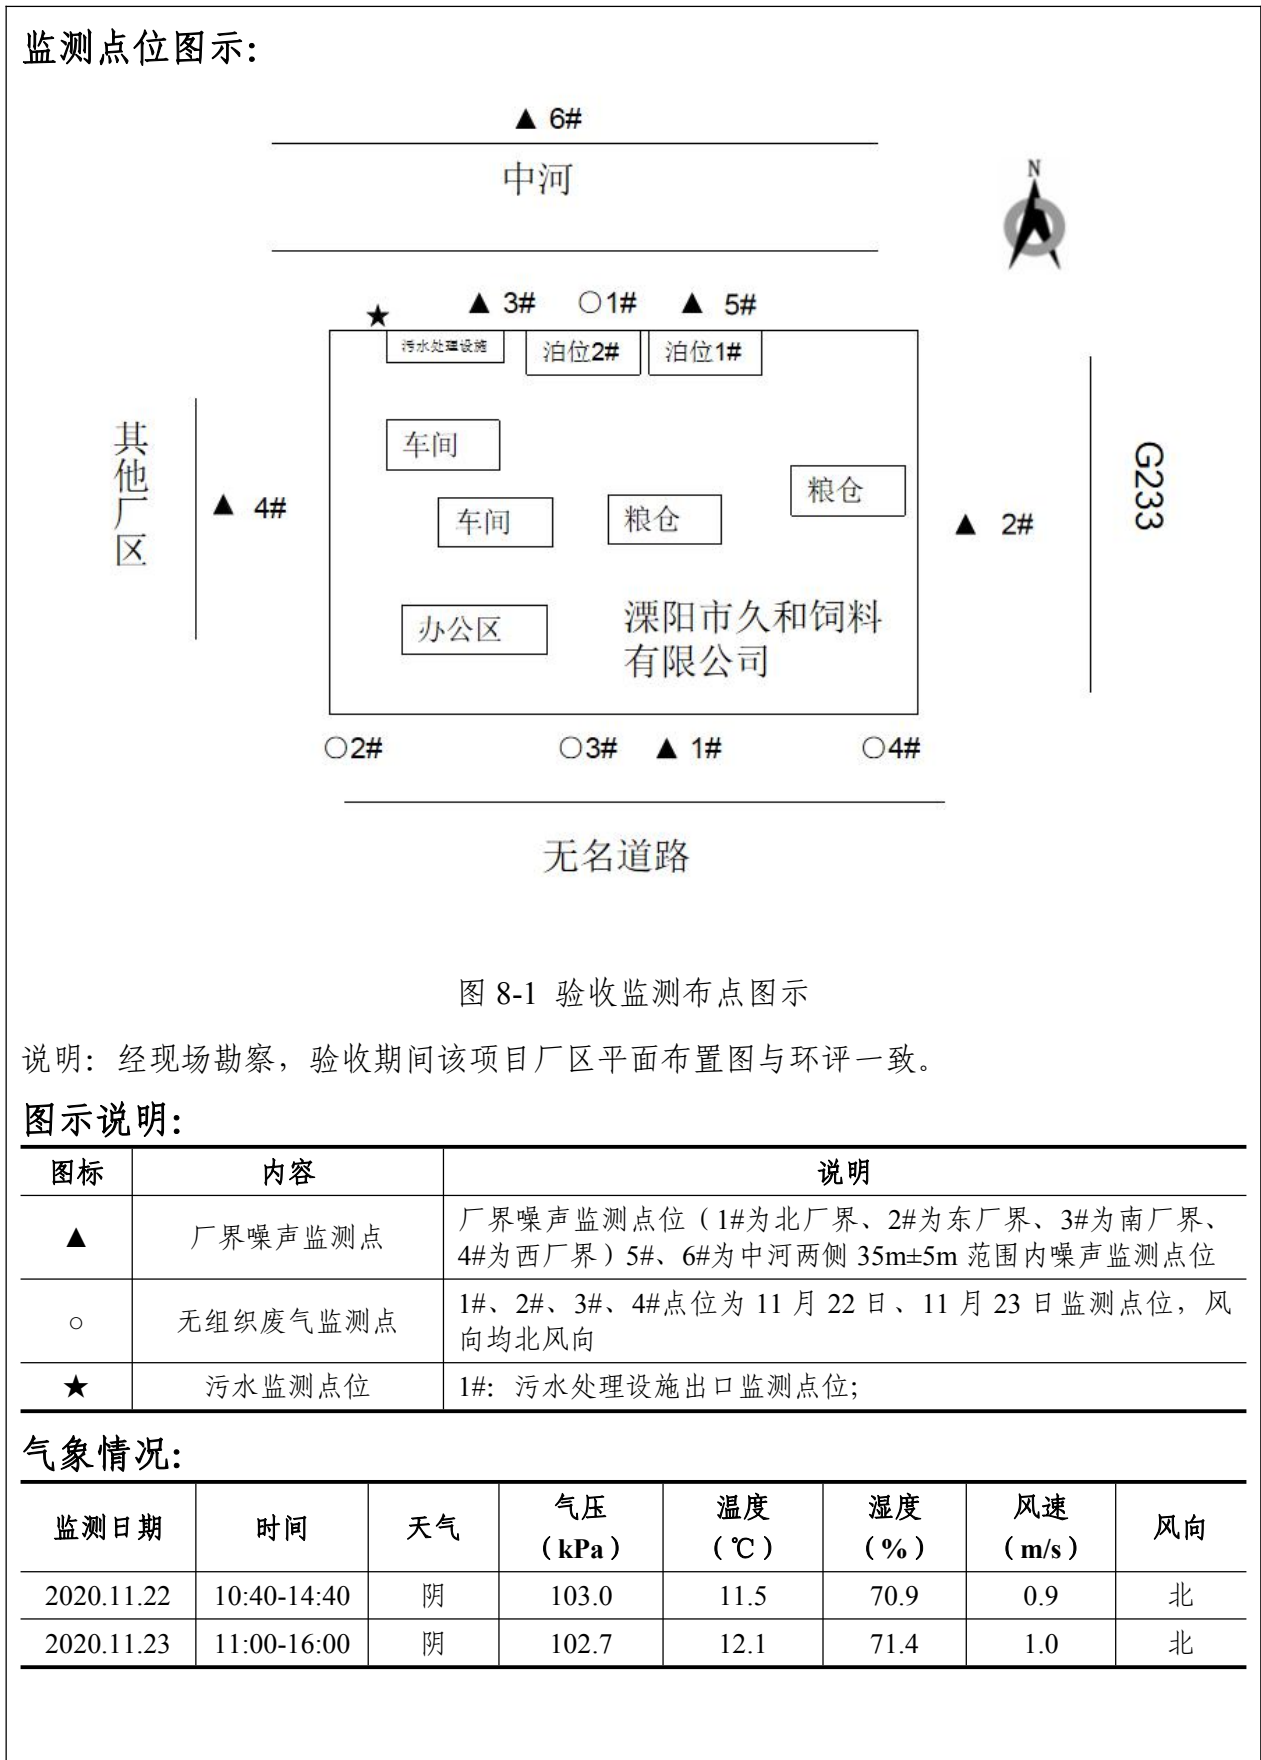 监测点位图示：
▲ 6#
中河
N
★
▲ 3#
○1#
▲ 5#
污水处理设施
泊位2#
泊位1#
其他厂区
▲ 4#
车间
车间
粮仓
粮仓
▲ 2#
G233
办公区
溧阳市久和饲料
有限公司
○2#
○3#
▲ 1#
○4#
无名道路
图 8-1 验收监测布点图示
说明：经现场勘察，验收期间该项目厂区平面布置图与环评一致。
图示说明：
图标 内容 说明
▲ 厂界噪声监测点 厂界噪声监测点位（1#为北厂界、2#为东厂界、3#为南厂界、
4#为西厂界）5#、6#为中河两侧 35m±5m 范围内噪声监测点位
○ 无组织废气监测点 1#、2#、3#、4#点位为 11 月 22 日、11 月 23 日监测点位，风
向均北风向
★ 污水监测点位 1#：污水处理设施出口监测点位;
气象情况：
监测日期 时间 天气 气压（kPa） 温度（℃） 湿度（%） 风速（m/s） 风向
2020.11.22 10:40-14:40 阴 103.0 11.5 70.9 0.9 北
2020.11.23 11:00-16:00 阴 102.7 12.1 71.4 1.0 北